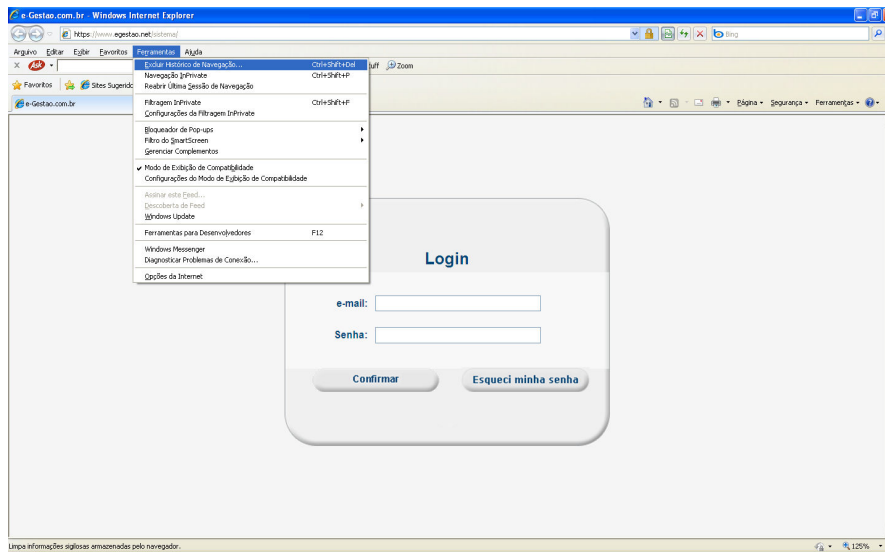 e-Gestao.com.br - Windows Internet Explorer
https://www.egestao.net/sistema/ Bing
Arquivo Editar Exibir Favoritos Ferramentas Ajuda
Excluir Histórico de Navegação... Ctrl+Shift+Del
x Ask Zoom
Navegação InPrivate Ctrl+Shift+P
Favoritos Sites Sugerido
Reabrir Última Sessão de Navegação
e-Gestao.com.br Página Segurança Ferramentas
Filtragem InPrivate Ctrl+Shift+F
Configurações da Filtragem InPrivate
Bloqueador de Pop-ups
Filtro do SmartScreen
Gerenciar Complementos
Modo de Exibição de Compatibilidade
Configurações do Modo de Exibição de Compatibilidade
Assinar este Feed...
Descoberta de Feed
Windows Update
Ferramentas para Desenvolvedores F12
Windows Messenger
Diagnosticar Problemas de Conexão...
Opções da Internet
Login
e-mail:
Senha:
Confirmar Esqueci minha senha
Limpa informações sigilosas armazenadas pelo navegador. 125%